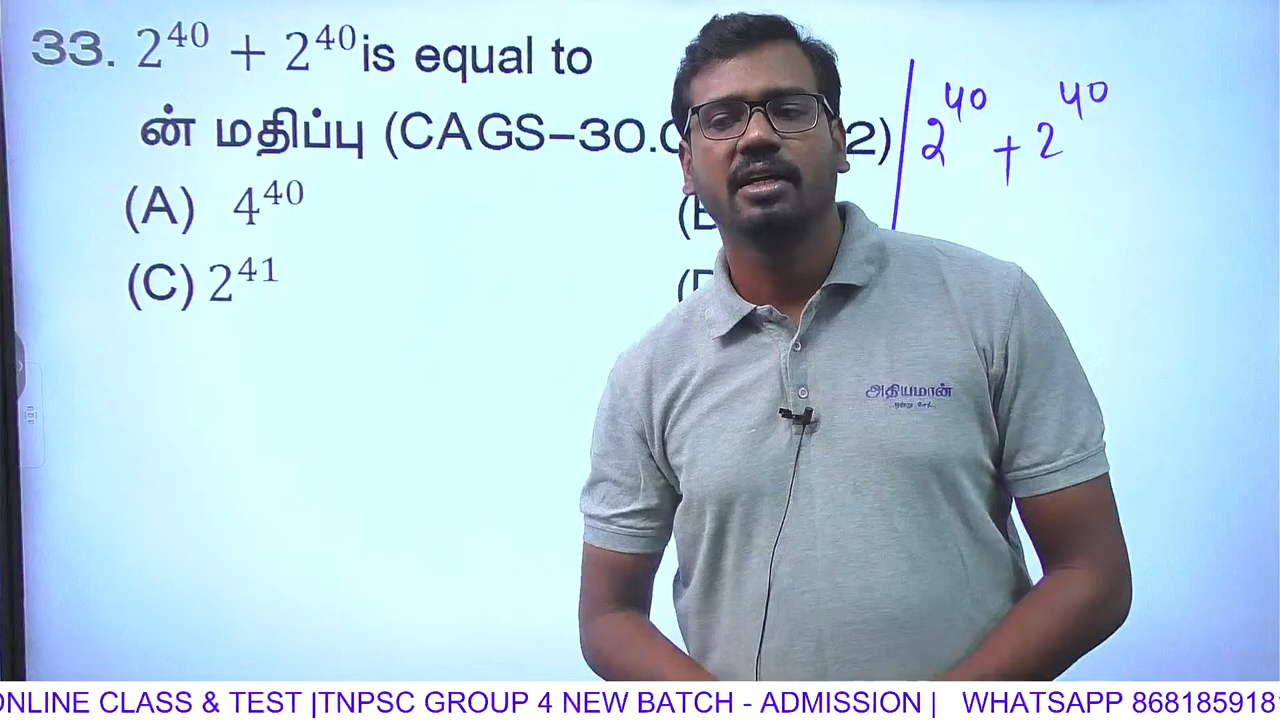 33. 2⁴⁰ + 2⁴⁰ is equal to
ன் மதிப்பு (CAGS-30.0 2)
(A) 4⁴⁰ (B
(C) 2⁴¹ (D
2⁴⁰ + 2⁴⁰
அதியமான்
ONLINE CLASS & TEST |TNPSC GROUP 4 NEW BATCH - ADMISSION | WHATSAPP 868185918